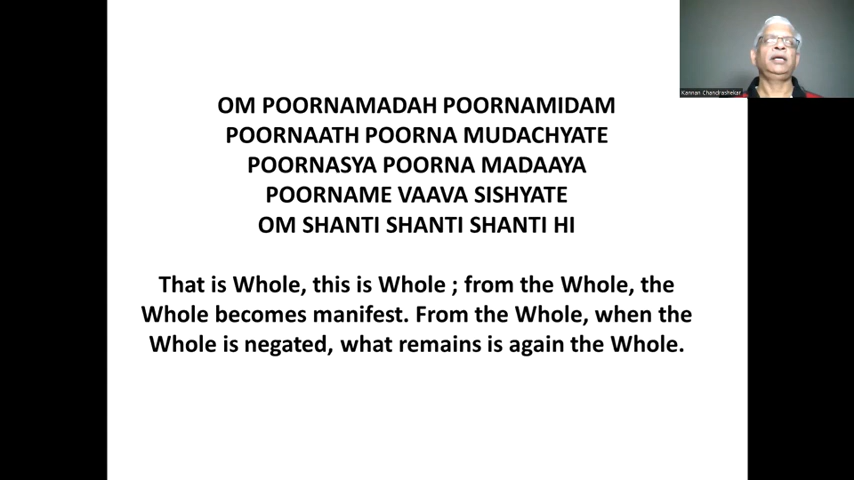 OM POORNAMADAH POORNAMIDAM
POORNAATH POORNA MUDACHYATE
POORNASYA POORNA MADAAYA
POORNAME VAAVA SISHYATE
OM SHANTI SHANTI SHANTI HI
That is Whole, this is Whole ; from the Whole, the
Whole becomes manifest. From the Whole, when the
Whole is negated, what remains is again the Whole.
Kannan Chandrashekar